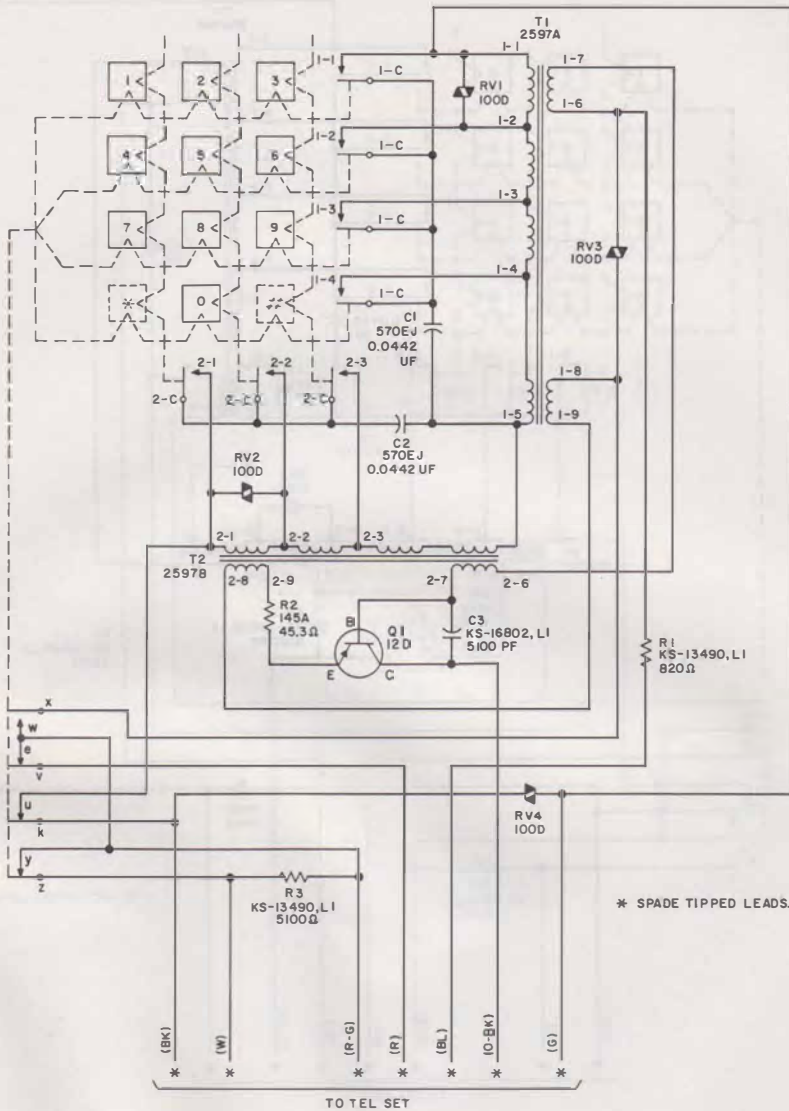 T1
2597A
1-1
1-7
1 2 3
1-1
1-C
RV1
100D
1-6
1-2
1-2
4 5 6
1-C
1-3
1-3
7 8 9
1-C
RV3
100D
1-4
1-4
* 0 #
1-C
C1
570EJ
0.0442
UF
2-1
2-2
2-3
1-8
2-C
2-C
2-C
1-5
1-9
C2
570EJ
0.0442 UF
RV2
100D
2-1
2-2
2-3
T2
2597B
2-8
2-9
2-7
2-6
R2
145A
45.3Ω
B
Q1
12D
E
C
C3
KS-16802, L1
5100 PF
R1
KS-13490, L1
820Ω
x
w
e
v
u
k
RV4
100D
y
z
R3
KS-13490, L1
5100Ω
* SPADE TIPPED LEADS.
(BK)
(W)
(R-G)
(R)
(BL)
(O-BK)
(G)
* * * * * * *
TO TEL SET